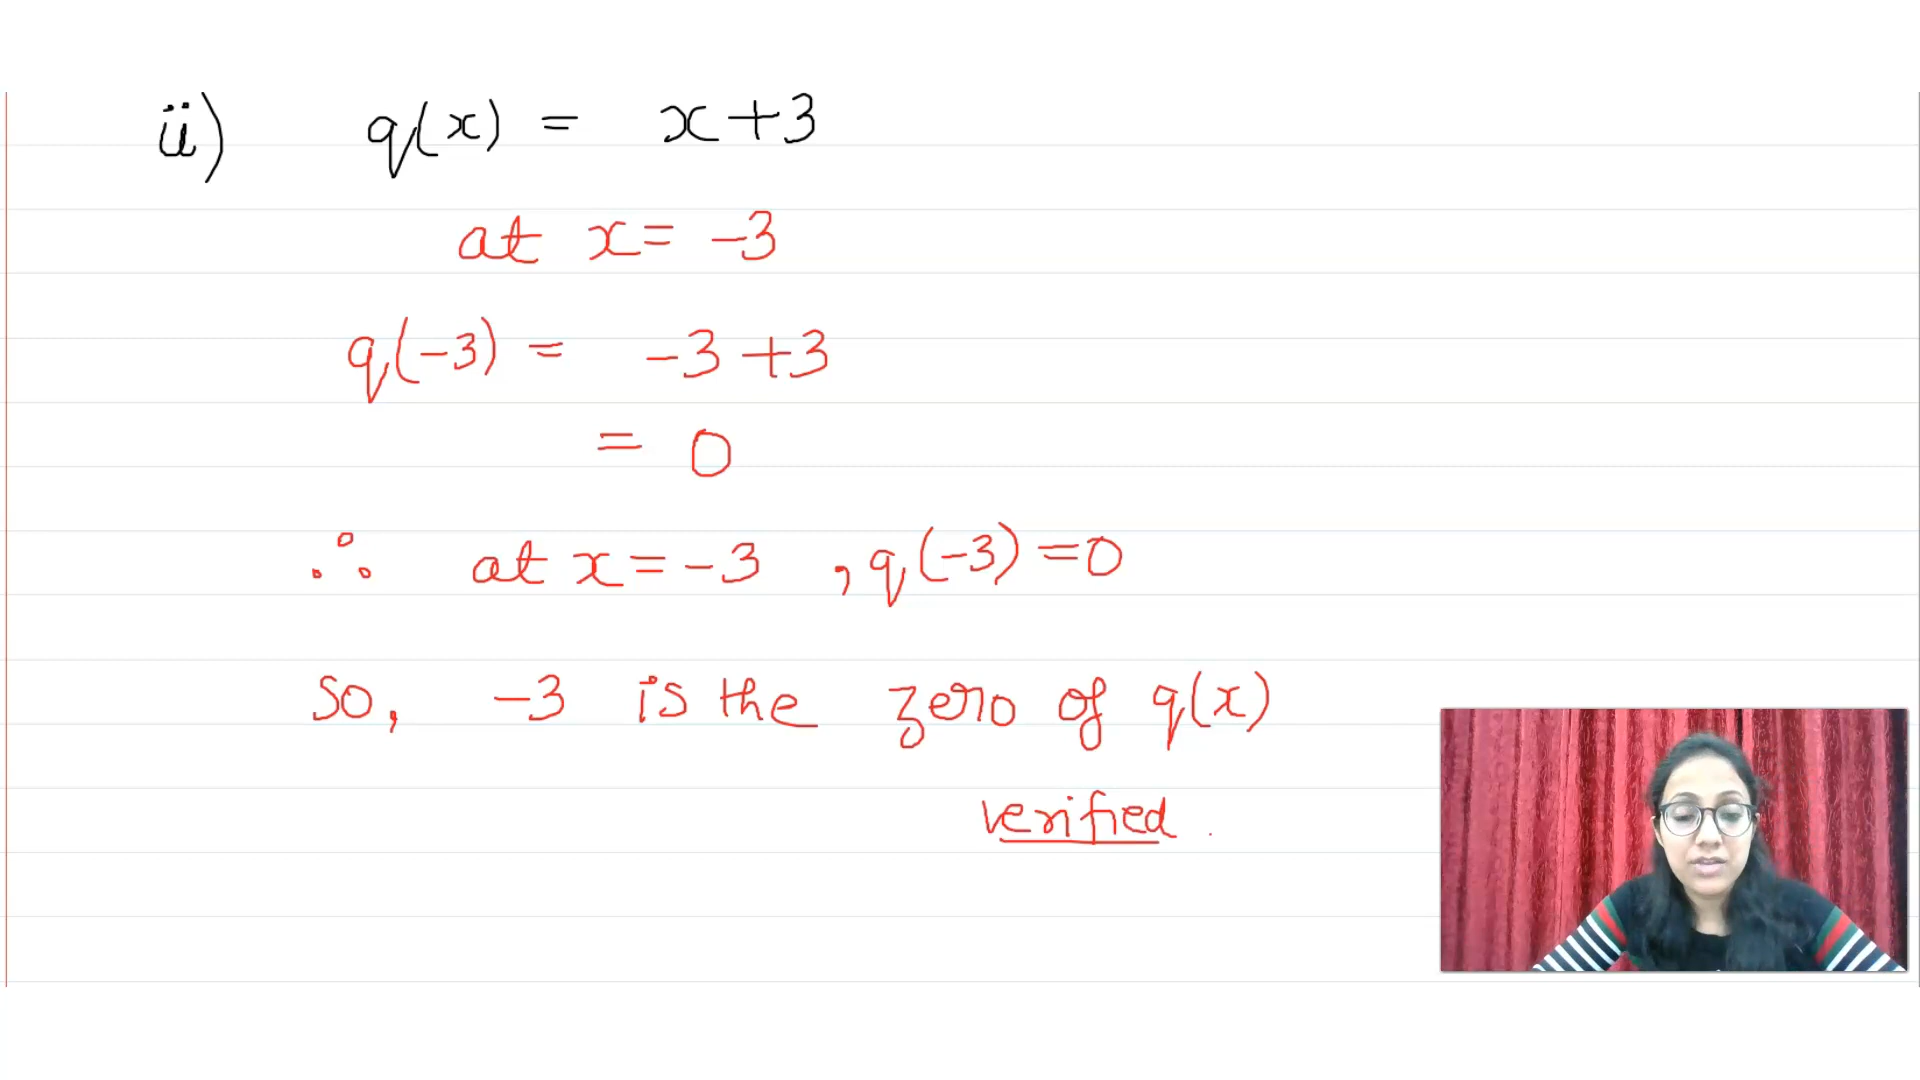 ii) q(x) = x+3
at x= -3
q(-3) = -3+3
= 0
∴ at x=-3 , q(-3)=0
So, -3 is the zero of q(x)
verified.